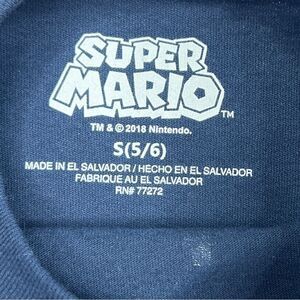 SUPER
MARIO™
TM & © 2018 Nintendo.
S(5/6)
MADE IN EL SALVADOR / HECHO EN EL SALVADOR
FABRIQUE AU EL SALVADOR
RN# 77272